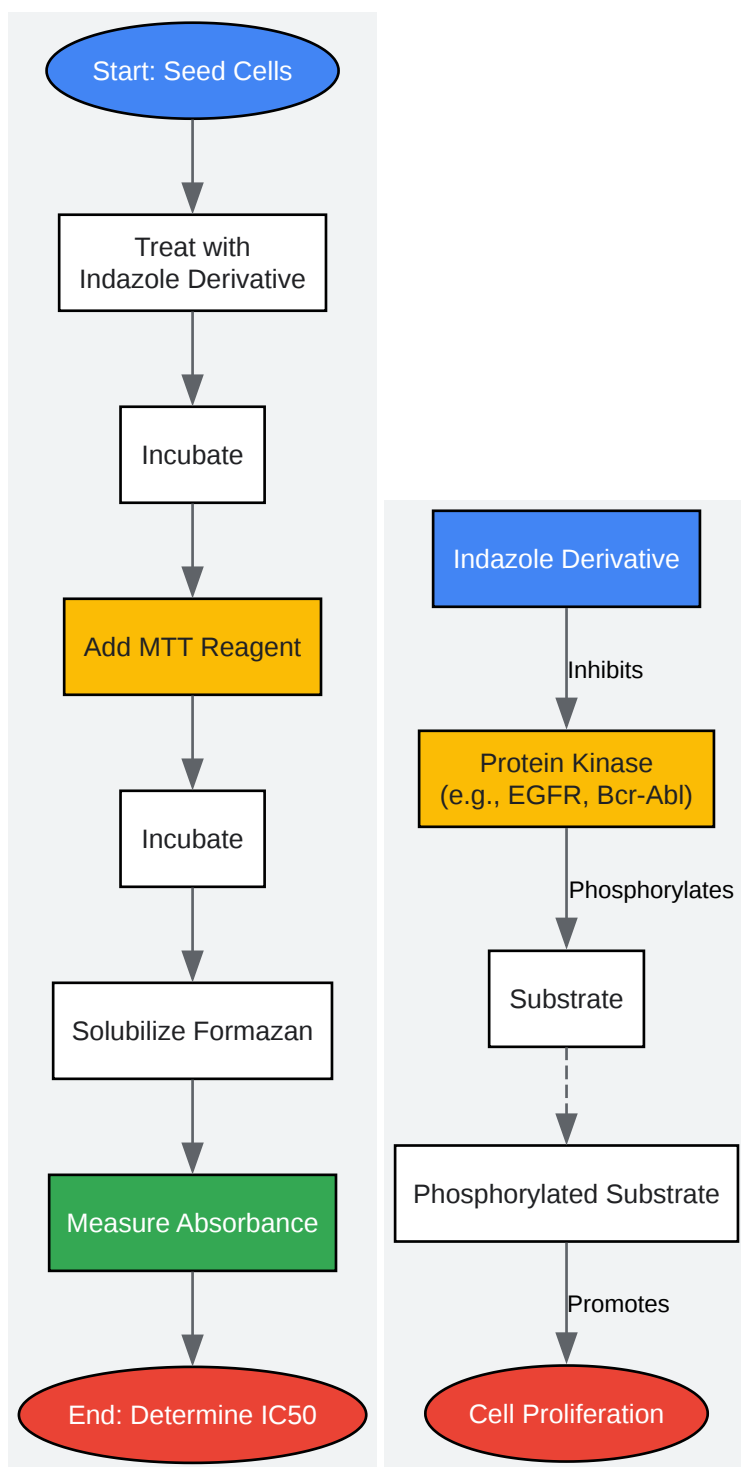 Start: Seed Cells
Treat with
Indazole Derivative
Incubate
Add MTT Reagent
Incubate
Solubilize Formazan
Measure Absorbance
End: Determine IC50
Indazole Derivative
Inhibits
Protein Kinase
(e.g., EGFR, Bcr-Abl)
Phosphorylates
Substrate
Phosphorylated Substrate
Promotes
Cell Proliferation